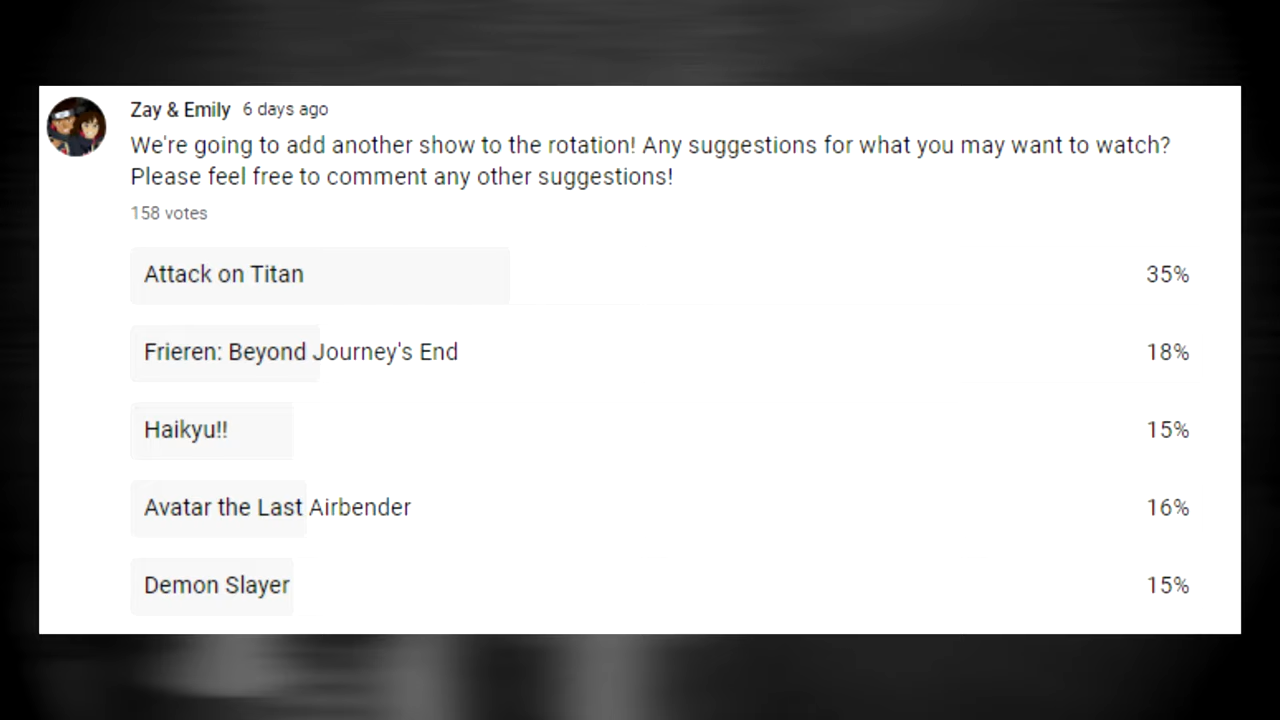 Zay & Emily 6 days ago
We're going to add another show to the rotation! Any suggestions for what you may want to watch?
Please feel free to comment any other suggestions!
158 votes
Attack on Titan 35%
Frieren: Beyond Journey's End 18%
Haikyu!! 15%
Avatar the Last Airbender 16%
Demon Slayer 15%